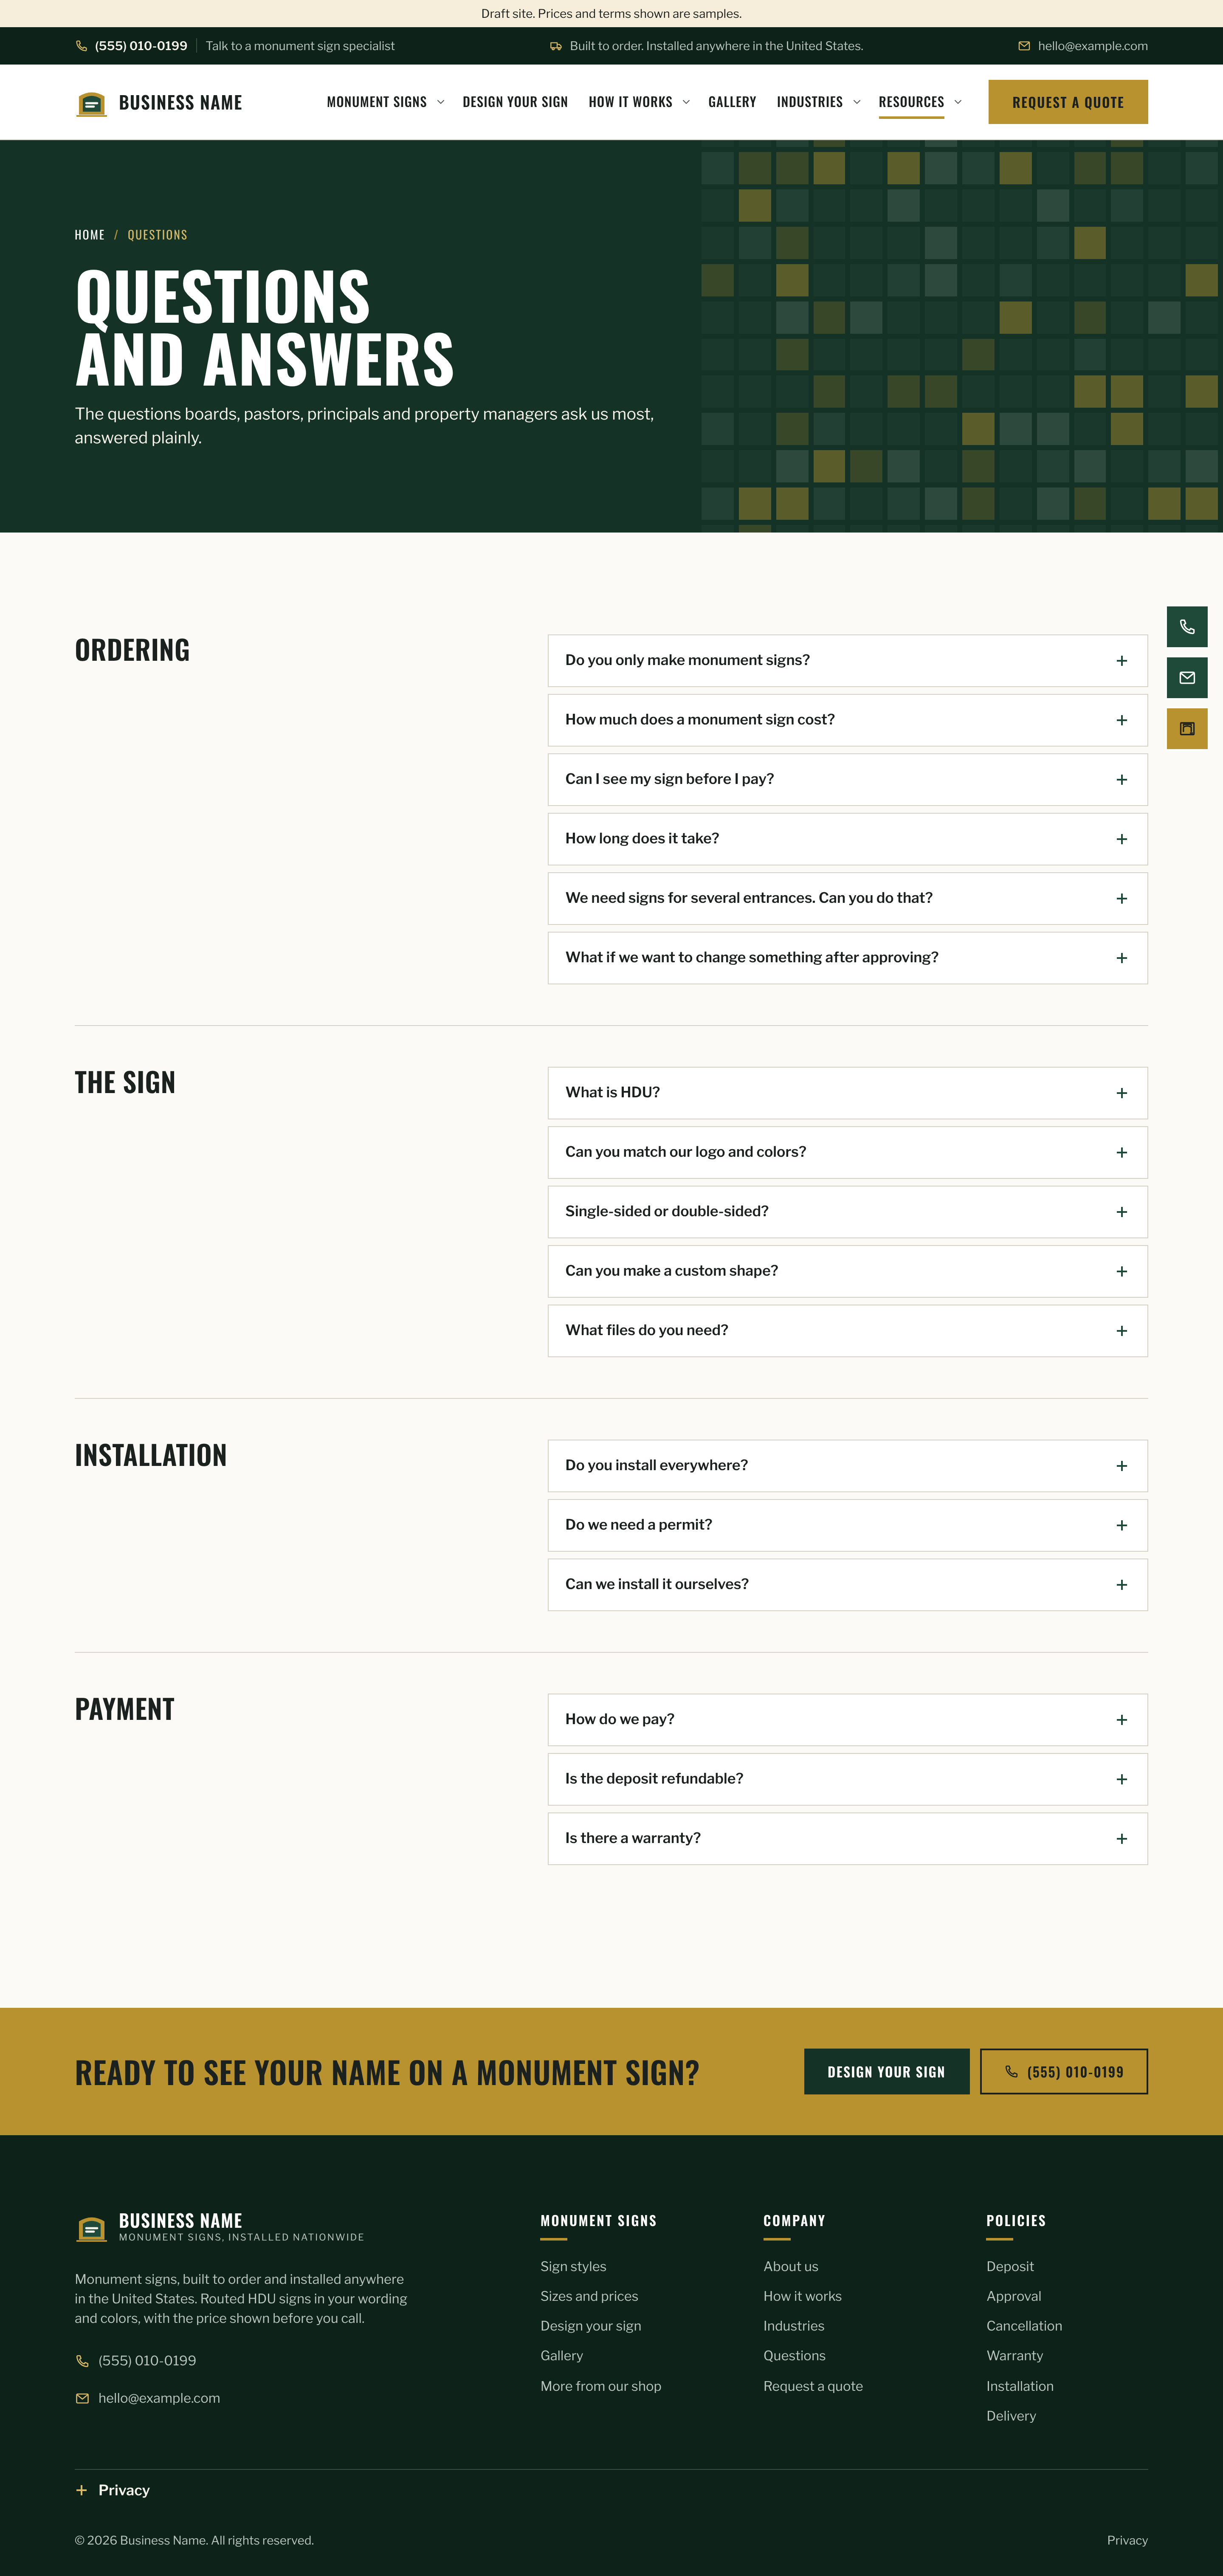 Draft site. Prices and terms shown are samples.
(555) 010-0199 Talk to a monument sign specialist
Built to order. Installed anywhere in the United States.
hello@example.com
BUSINESS NAME
MONUMENT SIGNS
DESIGN YOUR SIGN
HOW IT WORKS
GALLERY
INDUSTRIES
RESOURCES
REQUEST A QUOTE
HOME / QUESTIONS
QUESTIONS
AND ANSWERS
The questions boards, pastors, principals and property managers ask us most,
answered plainly.
ORDERING
Do you only make monument signs?
How much does a monument sign cost?
Can I see my sign before I pay?
How long does it take?
We need signs for several entrances. Can you do that?
What if we want to change something after approving?
THE SIGN
What is HDU?
Can you match our logo and colors?
Single-sided or double-sided?
Can you make a custom shape?
What files do you need?
INSTALLATION
Do you install everywhere?
Do we need a permit?
Can we install it ourselves?
PAYMENT
How do we pay?
Is the deposit refundable?
Is there a warranty?
READY TO SEE YOUR NAME ON A MONUMENT SIGN?
DESIGN YOUR SIGN
(555) 010-0199
BUSINESS NAME
MONUMENT SIGNS, INSTALLED NATIONWIDE
Monument signs, built to order and installed anywhere
in the United States. Routed HDU signs in your wording
and colors, with the price shown before you call.
(555) 010-0199
hello@example.com
MONUMENT SIGNS
Sign styles
Sizes and prices
Design your sign
Gallery
More from our shop
COMPANY
About us
How it works
Industries
Questions
Request a quote
POLICIES
Deposit
Approval
Cancellation
Warranty
Installation
Delivery
Privacy
© 2026 Business Name. All rights reserved.
Privacy